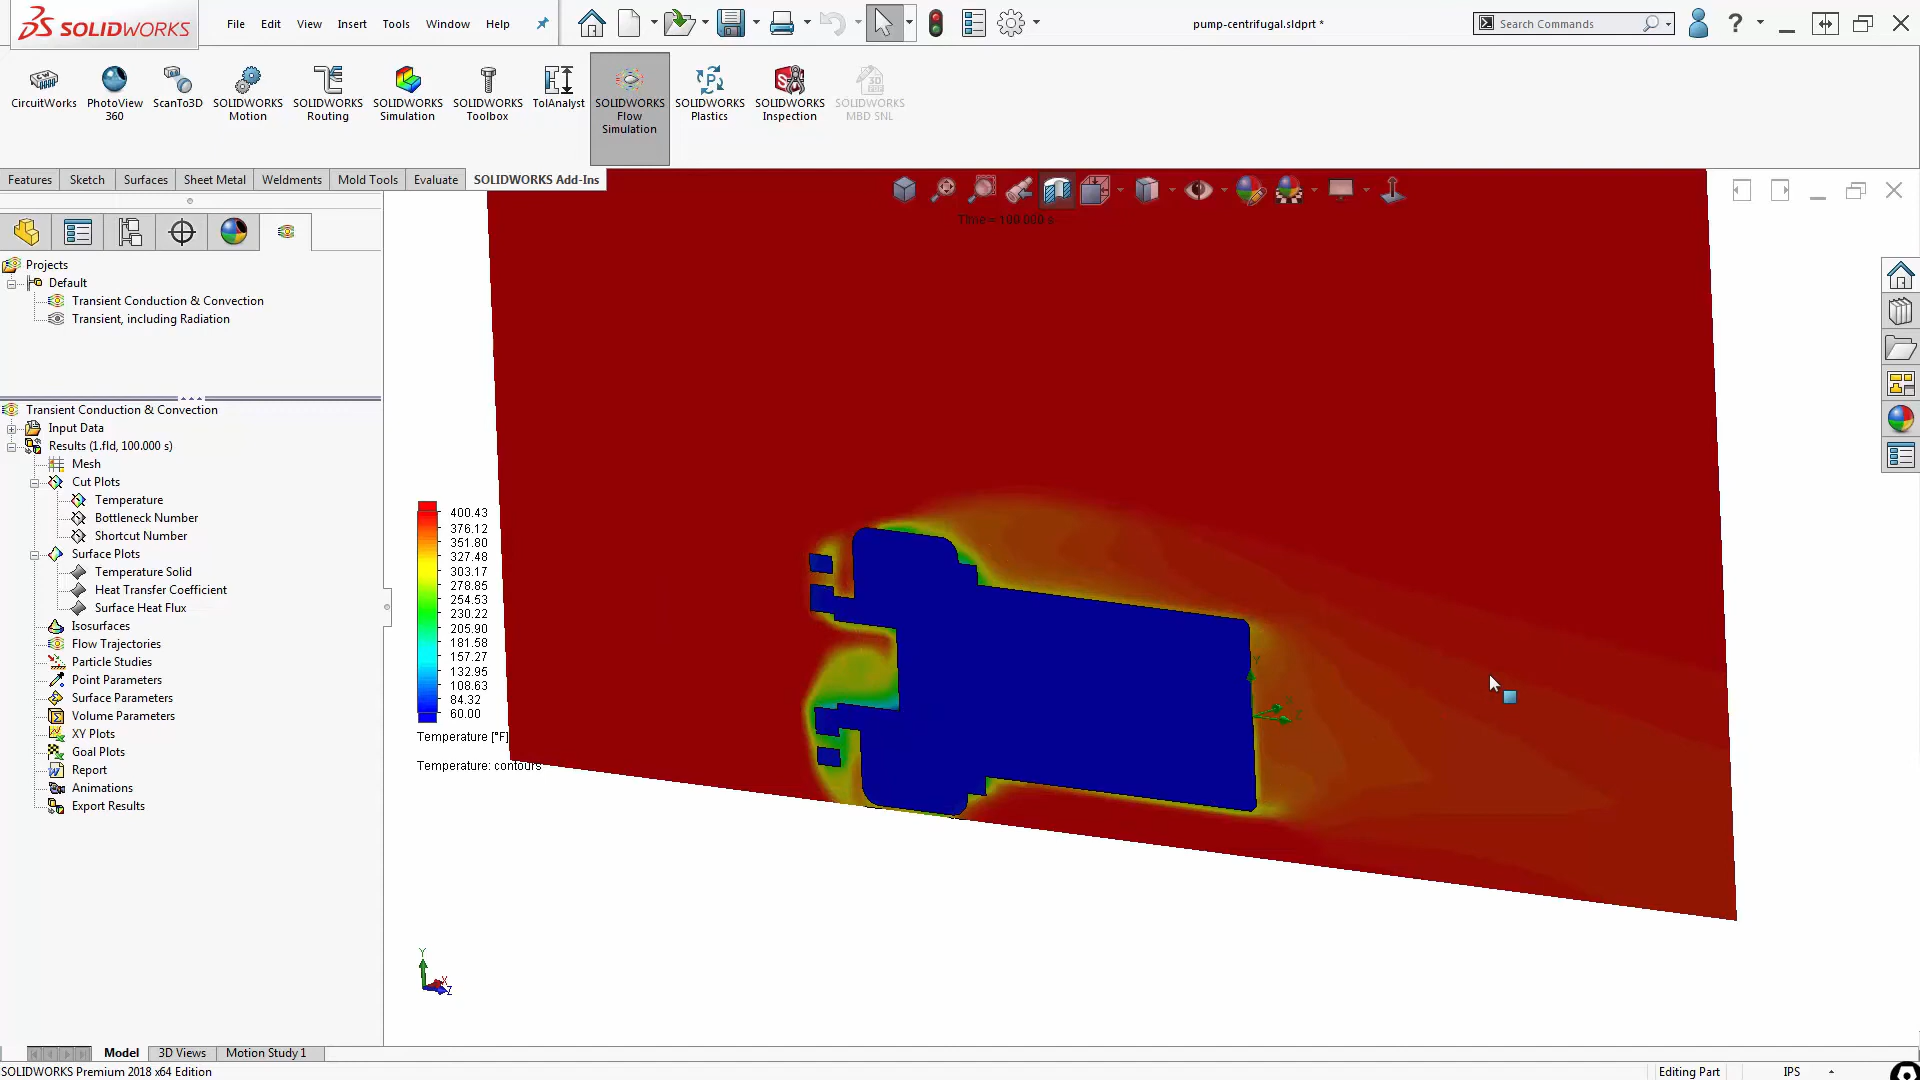 SOLIDWORKS
File Edit View Insert Tools Window Help
pump-centrifugal.sldprt *
Search Commands
CircuitWorks
PhotoView 360
ScanTo3D
SOLIDWORKS Motion
SOLIDWORKS Routing
SOLIDWORKS Simulation
SOLIDWORKS Toolbox
TolAnalyst
SOLIDWORKS Flow Simulation
SOLIDWORKS Plastics
SOLIDWORKS Inspection
SOLIDWORKS MBD SNL
Features Sketch Surfaces Sheet Metal Weldments Mold Tools Evaluate SOLIDWORKS Add-Ins
Time = 100.000 s
Projects
Default
Transient Conduction & Convection
Transient, including Radiation
Transient Conduction & Convection
Input Data
Results (1.fld, 100.000 s)
Mesh
Cut Plots
Temperature
Bottleneck Number
Shortcut Number
Surface Plots
Temperature Solid
Heat Transfer Coefficient
Surface Heat Flux
Isosurfaces
Flow Trajectories
Particle Studies
Point Parameters
Surface Parameters
Volume Parameters
XY Plots
Goal Plots
Report
Animations
Export Results
400.43
376.12
351.80
327.48
303.17
278.85
254.53
230.22
205.90
181.58
157.27
132.95
108.63
84.32
60.00
Temperature [°F]
Temperature: contours
Y
X
Z
Model 3D Views Motion Study 1
SOLIDWORKS Premium 2018 x64 Edition
Editing Part
IPS